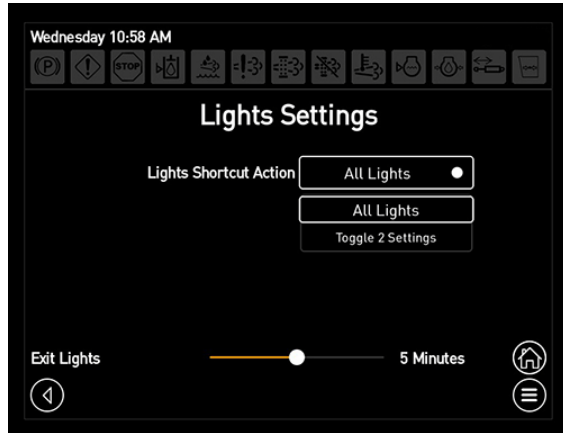 Wednesday 10:58 AM
(P) STOP
Lights Settings
Lights Shortcut Action All Lights
All Lights
Toggle 2 Settings
Exit Lights 5 Minutes